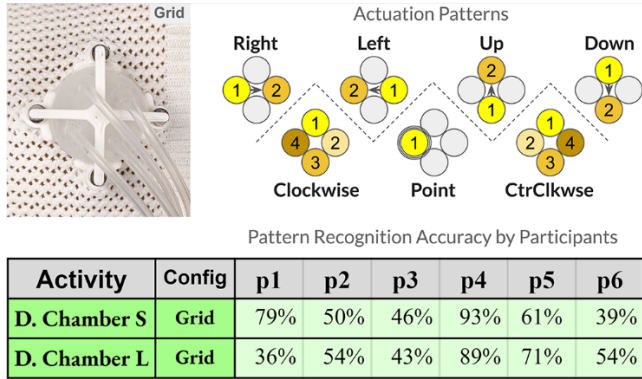 Grid
Actuation Patterns
Right Left Up Down
1 2 2 1 2 1 1 2
1 2 3 4 1 1 2 3 4
Clockwise Point CtrClkwse
Pattern Recognition Accuracy by Participants
Activity Config p1 p2 p3 p4 p5 p6
D. Chamber S Grid 79% 50% 46% 93% 61% 39%
D. Chamber L Grid 36% 54% 43% 89% 71% 54%